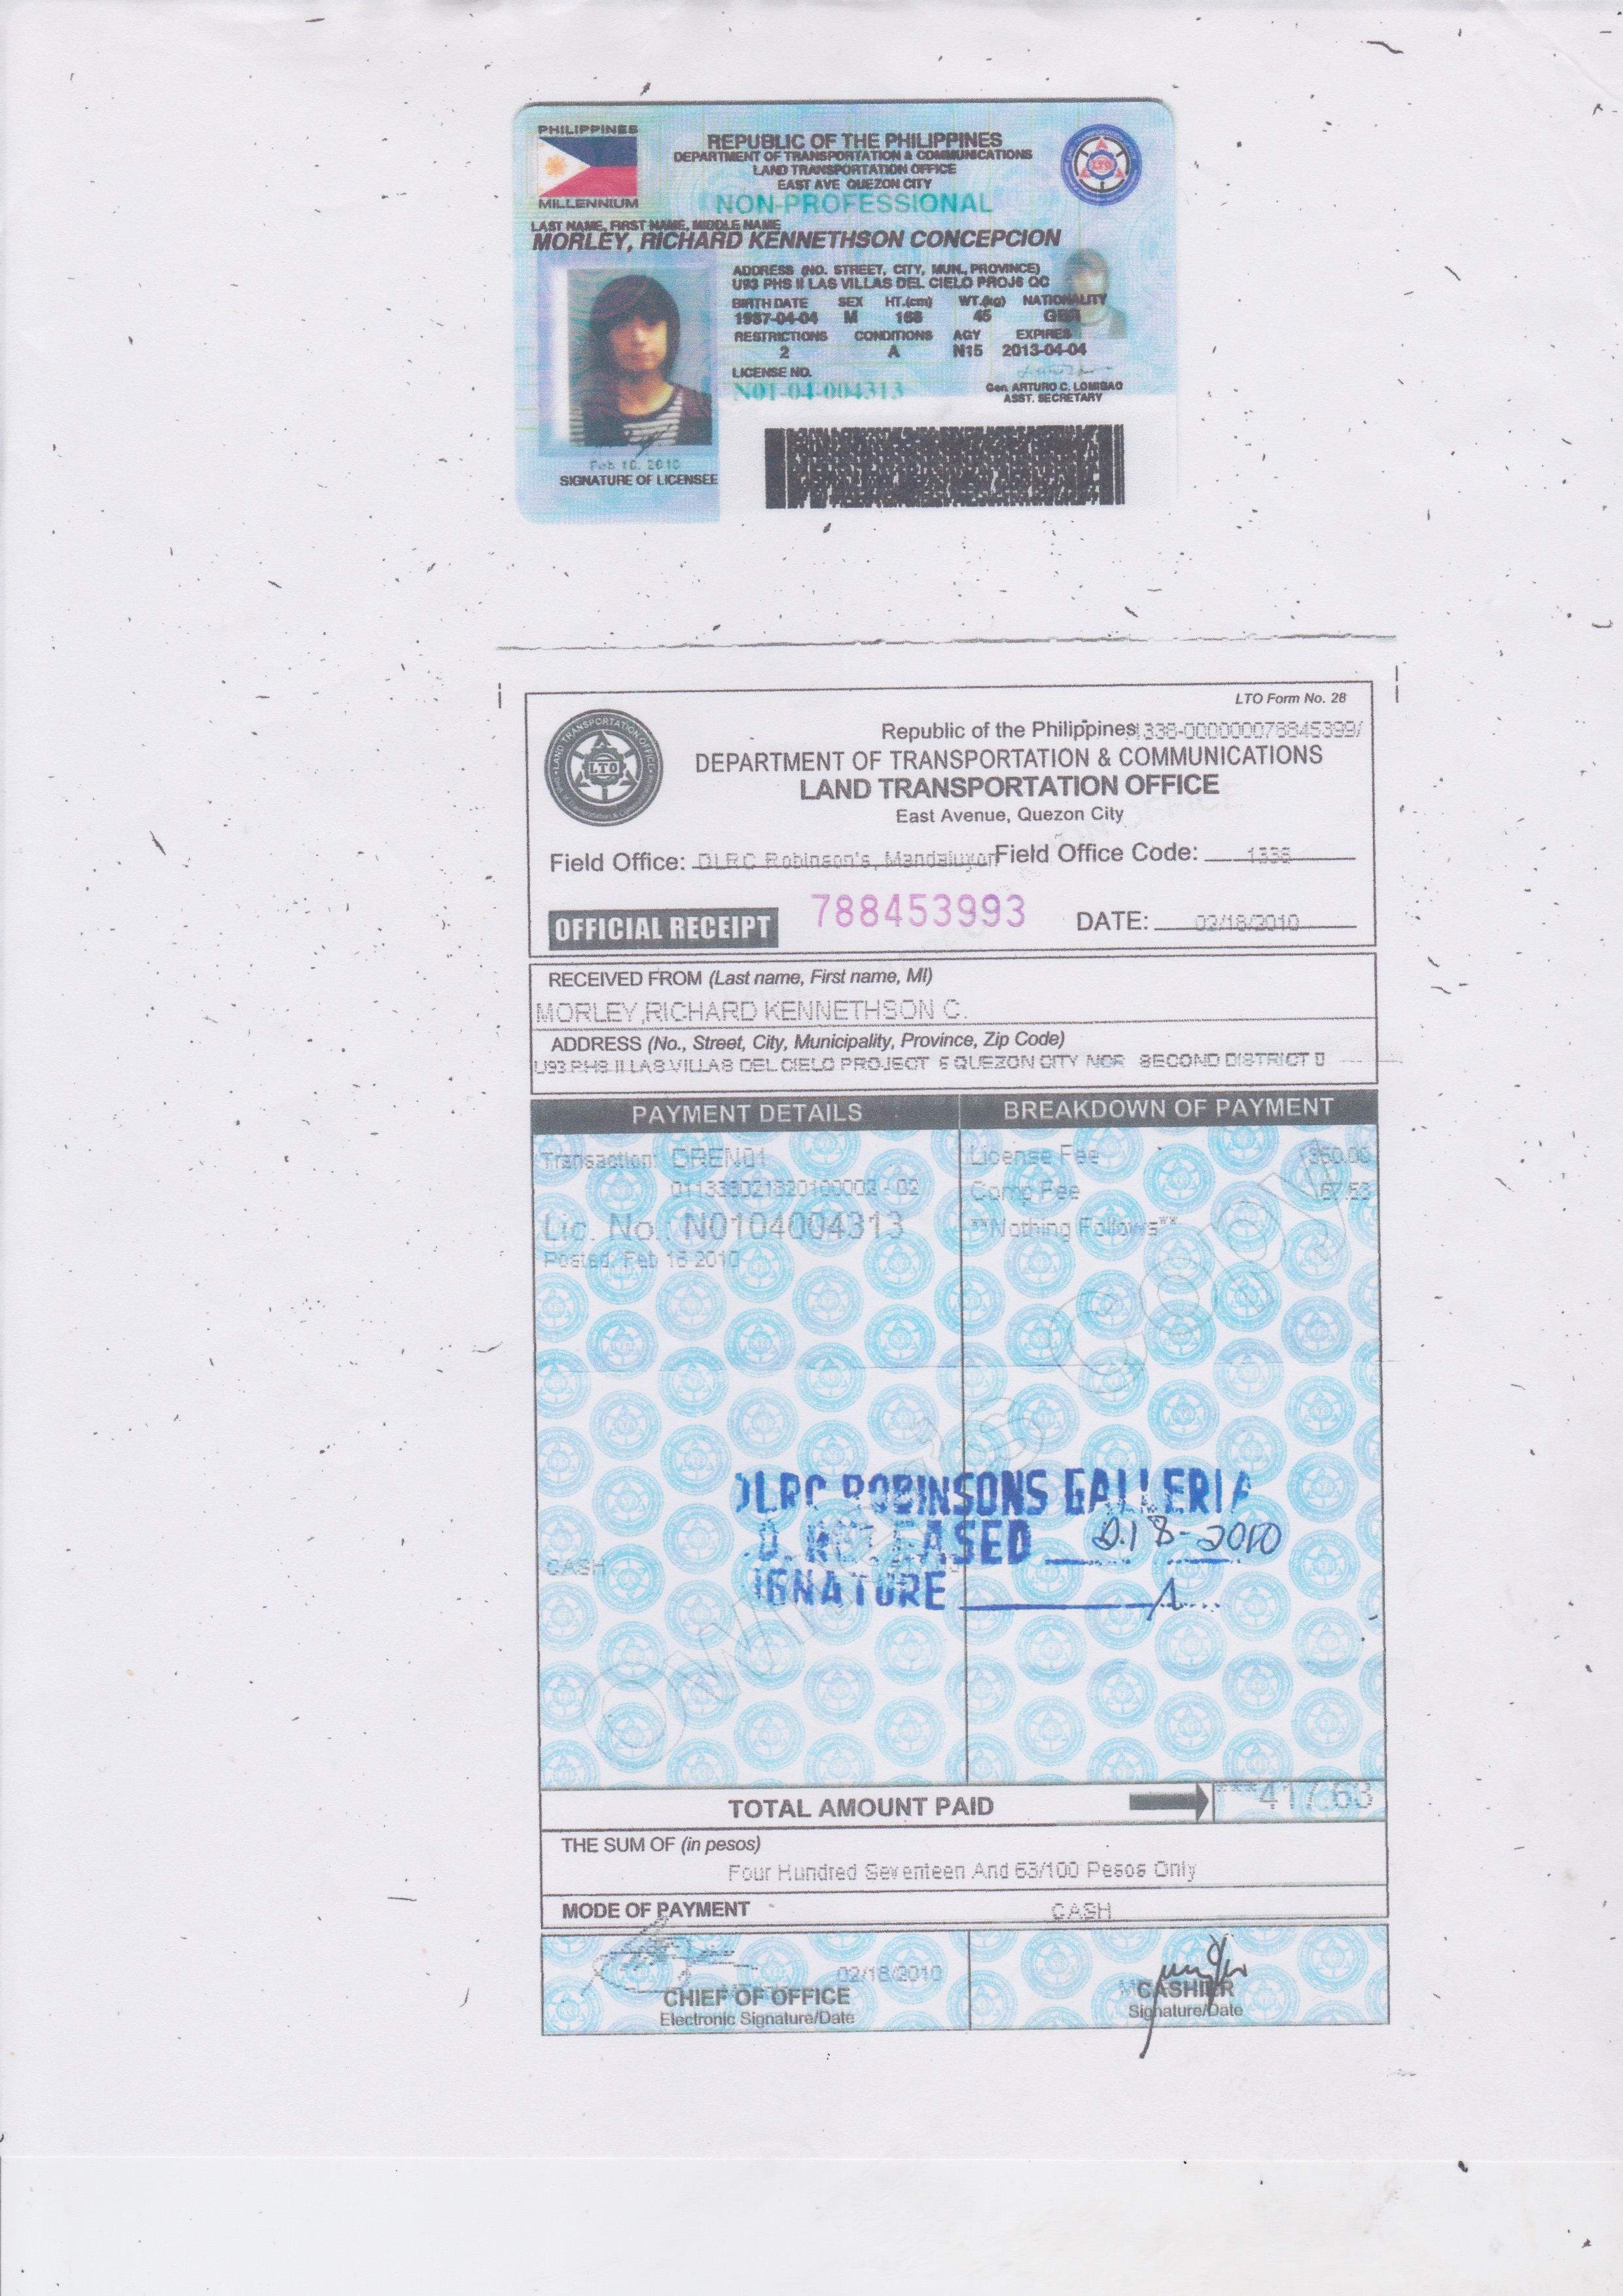 PHILIPPINES
MILLENNIUM
REPUBLIC OF THE PHILIPPINES
DEPARTMENT OF TRANSPORTATION & COMMUNICATIONS
LAND TRANSPORTATION OFFICE
EAST AVE QUEZON CITY
NON-PROFESSIONAL
LTO
LAST NAME, FIRST NAME, MIDDLE NAME
MORLEY, RICHARD KENNETHSON CONCEPCION
ADDRESS (NO. STREET, CITY, MUN., PROVINCE)
U93 PHS II LAS VILLAS DEL CIELO PROJ6 QC
BIRTH DATE SEX HT.(cm) WT.(kg) NATIONALITY
1987-04-04 M 168 45
RESTRICTIONS CONDITIONS AGY EXPIRES
2 A N15 2013-04-04
LICENSE NO.
N01-04-004313
Gen. ARTURO C. LOMIBAO
ASST. SECRETARY
Feb 18, 2010
SIGNATURE OF LICENSEE
LTO Form No. 28
Republic of the Philippines
DEPARTMENT OF TRANSPORTATION & COMMUNICATIONS
LAND TRANSPORTATION OFFICE
East Avenue, Quezon City
LAND TRANSPORTATION OFFICE
LTO
Field Office: DLRC Robinson's, Mandaluyon Field Office Code: 1338
OFFICIAL RECEIPT 788453993 DATE: 02/18/2010
RECEIVED FROM (Last name, First name, MI)
MORLEY,RICHARD KENNETHSON C.
ADDRESS (No., Street, City, Municipality, Province, Zip Code)
U93 PHS II LAS VILLAS DEL CIELO PROJECT 6 QUEZON CITY NCR SECOND DISTRICT 0
PAYMENT DETAILS BREAKDOWN OF PAYMENT
Transaction: DREN01 License Fee 350.00
Comp Fee 67.63
Lic. No.: N0104004313 **Nothing Follows**
Posted: Feb 18 2010
Owner's Copy
DLRC ROBINSONS GALLERIA
RELEASED 2.18-2010
SIGNATURE
CASH
TOTAL AMOUNT PAID ***417.63
THE SUM OF (in pesos)
Four Hundred Seventeen And 63/100 Pesos Only
MODE OF PAYMENT CASH
02/18/2010
CHIEF OF OFFICE CASHIER
Electronic Signature/Date Signature/Date